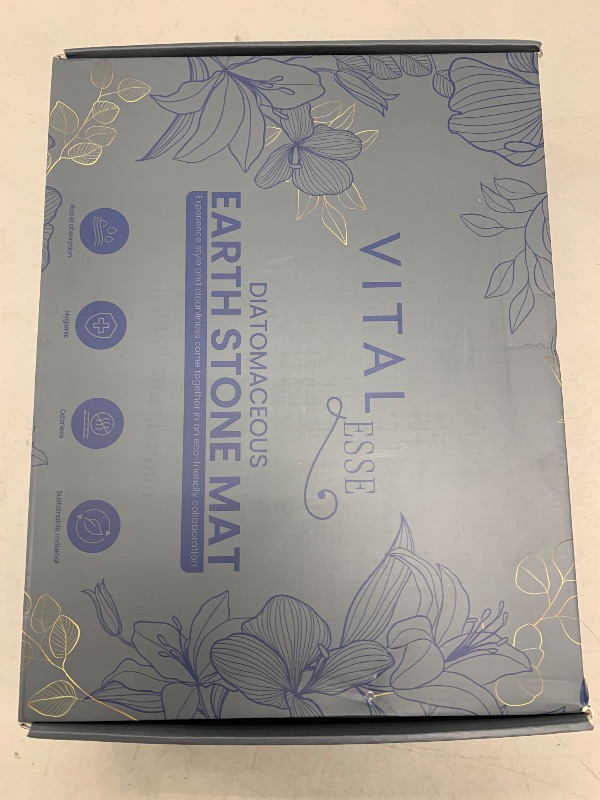 VITAL
ESSE
DIATOMACEOUS
EARTH STONE MAT
Experience style and cleanliness come together in an eco-friendly collaboration
Rapid absorption
Hygienic
Odorless
Sustainable material